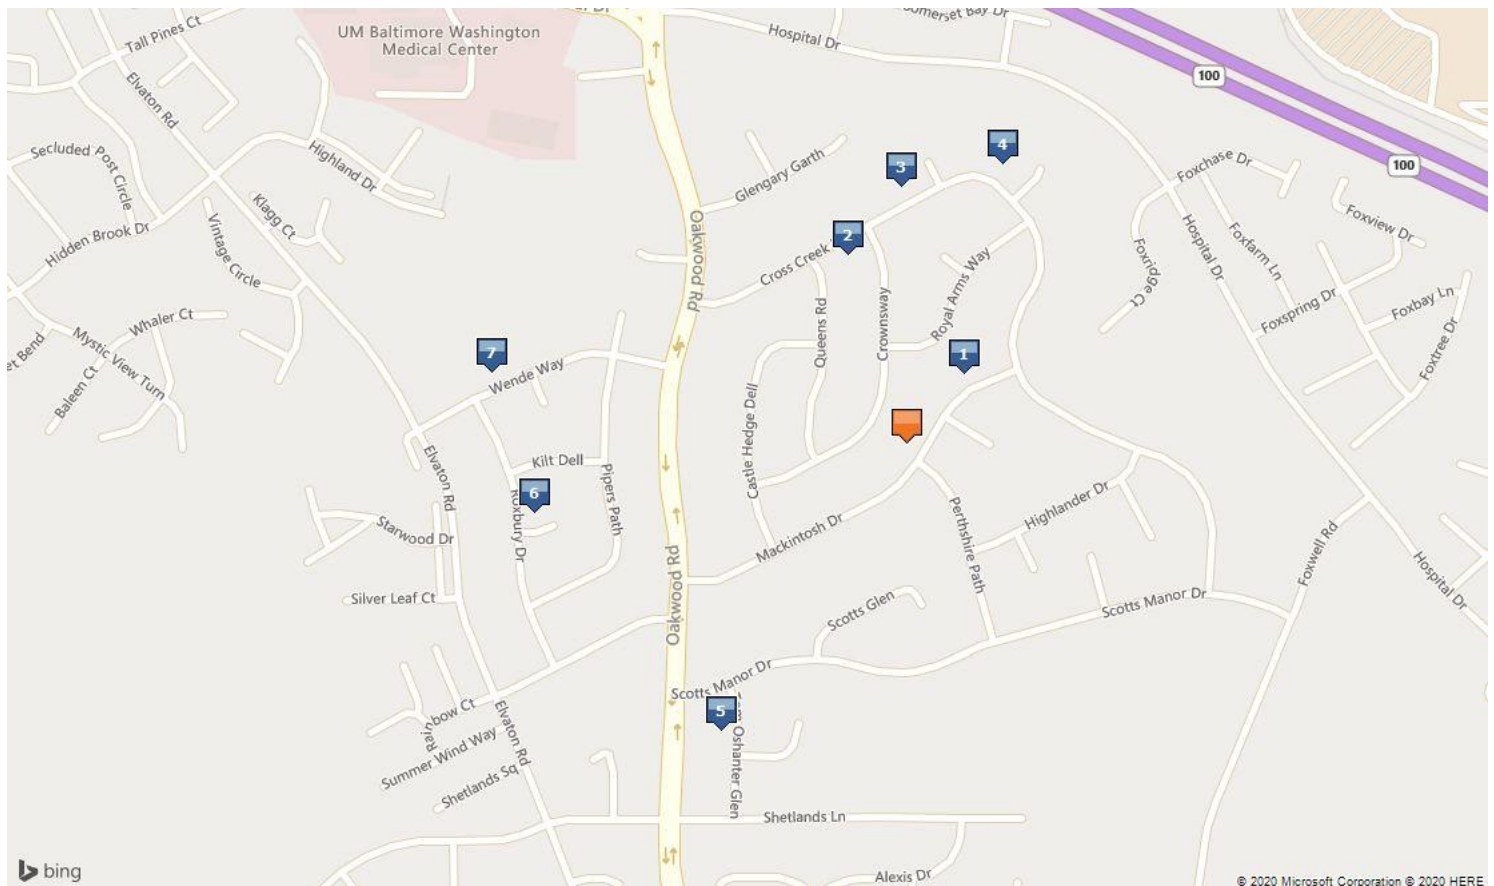 Somerset Bay Dr
Tall Pines Ct
UM Baltimore Washington
Medical Center
Hospital Dr
100
Elvaton Rd
4
Secluded
Post Circle
Highland Dr
Glengary Garth
3
Foxchase Dr
100
Klagg Ct
Foxview Dr
Hidden Brook Dr
Vintage Circle
Oakwood Rd
Cross Creek
2
Royal Arms Way
Foxridge Ct
Hospital Dr
Foxfarm Ln
Whaler Ct
Mystic View Turn
Queens Rd
Crownsway
Foxspring Dr
Foxbay Ln
et Bend
7
1
Foxtree Dr
Baleen Ct
Wende Way
Castle Hedge Dell
Elvaton Rd
Kilt Dell
6
Roxbury Dr
Pipers Path
Starwood Dr
Mackintosh Dr
Perthshire Path
Highlander Dr
Foxwell Rd
Hospital Dr
Silver Leaf Ct
Oakwood Rd
Scotts Glen
Scotts Manor Dr
Scotts Manor Dr
Rainbow Ct
5
Summer Wind Way
Elvaton Rd
Oshanter Glen
Shetlands Sq
Shetlands Ln
bing
Alexis Dr
© 2020 Microsoft Corporation © 2020 HERE